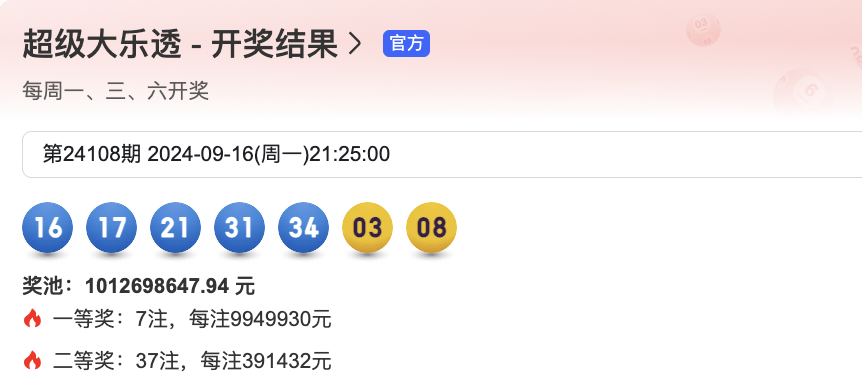 超级大乐透 - 开奖结果 >
官方
每周一、三、六开奖
第24108期 2024-09-16(周一)21:25:00
16 17 21 31 34 03 08
奖池：1012698647.94 元
一等奖：7注，每注9949930元
二等奖：37注，每注391432元